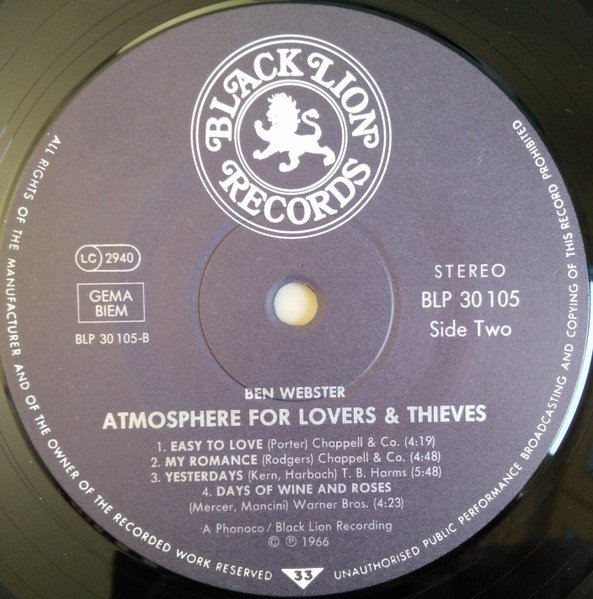 BLACK LION
RECORDS
LC 2940
GEMA
BIEM
BLP 30 105-B
STEREO
BLP 30 105
Side Two
BEN WEBSTER
ATMOSPHERE FOR LOVERS & THIEVES
1. EASY TO LOVE (Porter) Chappell & Co. (4:19)
2. MY ROMANCE (Rodgers) Chappell & Co. (4:48)
3. YESTERDAYS (Kern, Harbach) T. B. Harms (5:48)
4. DAYS OF WINE AND ROSES
(Mercer, Mancini) Warner Bros. (4:23)
A Phonaco / Black Lion Recording
© ℗ 1966
ALL RIGHTS OF THE MANUFACTURER AND OF THE OWNER OF THE RECORDED WORK RESERVED
33
UNAUTHORISED PUBLIC PERFORMANCE BROADCASTING AND COPYING OF THIS RECORD PROHIBITED